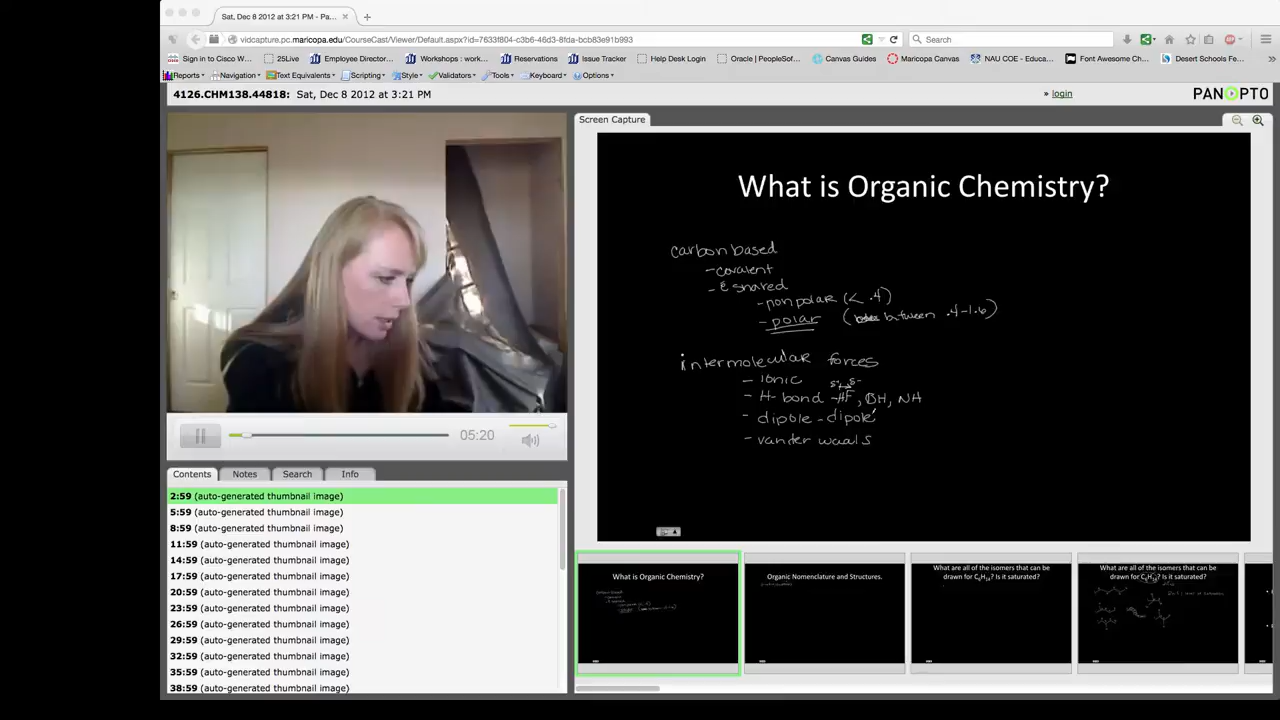 Sat, Dec 8 2012 at 3:21 PM - Pa...
vidcapture.pc.maricopa.edu/CourseCast/Viewer/Default.aspx?id=7633f804-c3b6-46d3-8fda-bcb83e91b993
Search
Sign in to Cisco W... 25Live Employee Director... Workshops : work... Reservations Issue Tracker Help Desk Login Oracle | PeopleSof... Canvas Guides Maricopa Canvas NAU COE - Educa... Font Awesome Ch... Desert Schools Fe...
Reports Navigation Text Equivalents Scripting Style Validators Tools Keyboard Options
4126.CHM138.44818: Sat, Dec 8 2012 at 3:21 PM
» login
PANOPTO
Screen Capture
What is Organic Chemistry?
carbon based
- covalent
- e shared
- nonpolar (< .4)
- polar ( between .4-1.6)
intermolecular forces
- Ionic
δ+ δ-
- H-bond - HF, OH, NH
- dipole - dipole
- vander waals
05:20
Contents Notes Search Info
2:59 (auto-generated thumbnail image)
5:59 (auto-generated thumbnail image)
8:59 (auto-generated thumbnail image)
11:59 (auto-generated thumbnail image)
14:59 (auto-generated thumbnail image)
17:59 (auto-generated thumbnail image)
20:59 (auto-generated thumbnail image)
23:59 (auto-generated thumbnail image)
26:59 (auto-generated thumbnail image)
29:59 (auto-generated thumbnail image)
32:59 (auto-generated thumbnail image)
35:59 (auto-generated thumbnail image)
38:59 (auto-generated thumbnail image)
What is Organic Chemistry?
Organic Nomenclature and Structures.
What are all of the isomers that can be
drawn for C₆H₁₄? Is it saturated?
What are all of the isomers that can be
drawn for C₆H₁₄? Is it saturated?